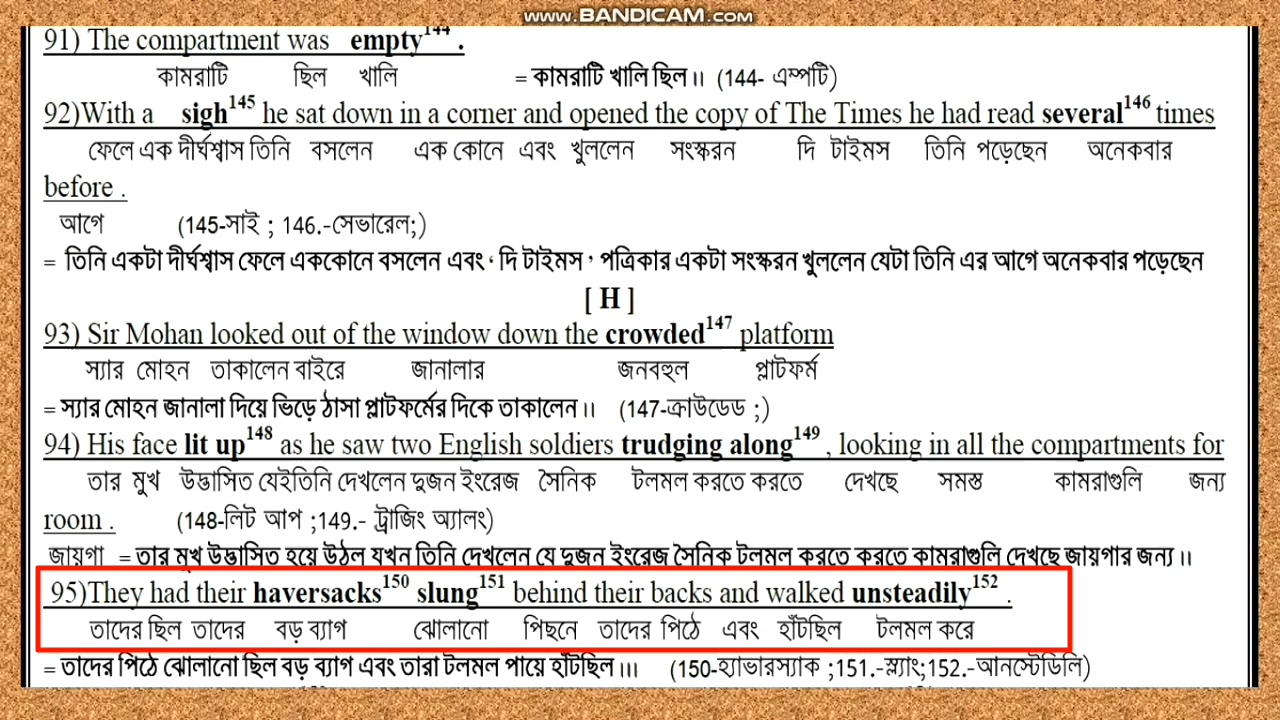 www.BANDICAM.com
91) The compartment was empty144 .
কামরাটি ছিল খালি = কামরাটি খালি ছিল।। (144- এম্পটি)
92)With a sigh145 he sat down in a corner and opened the copy of The Times he had read several146 times
ফেলে এক দীর্ঘশ্বাস তিনি বসলেন এক কোনে এবং খুললেন সংস্করন দি টাইমস তিনি পড়েছেন অনেকবার
before .
আগে (145-সাই ; 146.-সেভারেল;)
= তিনি একটা দীর্ঘশ্বাস ফেলে এককোনে বসলেন এবং ‘ দি টাইমস ’ পত্রিকার একটা সংস্করন খুললেন যেটা তিনি এর আগে অনেকবার পড়েছেন
[ H ]
93) Sir Mohan looked out of the window down the crowded147 platform
স্যার মোহন তাকালেন বাইরে জানালার জনবহুল প্লাটফর্ম
= স্যার মোহন জানালা দিয়ে ভিড়ে ঠাসা প্লাটফর্মের দিকে তাকালেন।। (147-ক্রাউডেড ;)
94) His face lit up148 as he saw two English soldiers trudging along149 , looking in all the compartments for
তার মুখ উদ্ভাসিত যেইতিনি দেখলেন দুজন ইংরেজ সৈনিক টলমল করতে করতে দেখছে সমস্ত কামরাগুলি জন্য
room . (148-লিট আপ ;149.- ট্রাজিং অ্যালং)
জায়গা = তার মুখ উদ্ভাসিত হয়ে উঠল যখন তিনি দেখলেন যে দুজন ইংরেজ সৈনিক টলমল করতে করতে কামরাগুলি দেখছে জায়গার জন্য।।
95)They had their haversacks150 slung151 behind their backs and walked unsteadily152 .
তাদের ছিল তাদের বড় ব্যাগ ঝোলানো পিছনে তাদের পিঠে এবং হাঁটছিল টলমল করে
= তাদের পিঠে ঝোলানো ছিল বড় ব্যাগ এবং তারা টলমল পায়ে হাঁটছিল।।। (150-হ্যাভারস্যাক ;151.-স্ল্যাং;152.-আনস্টেডিলি)